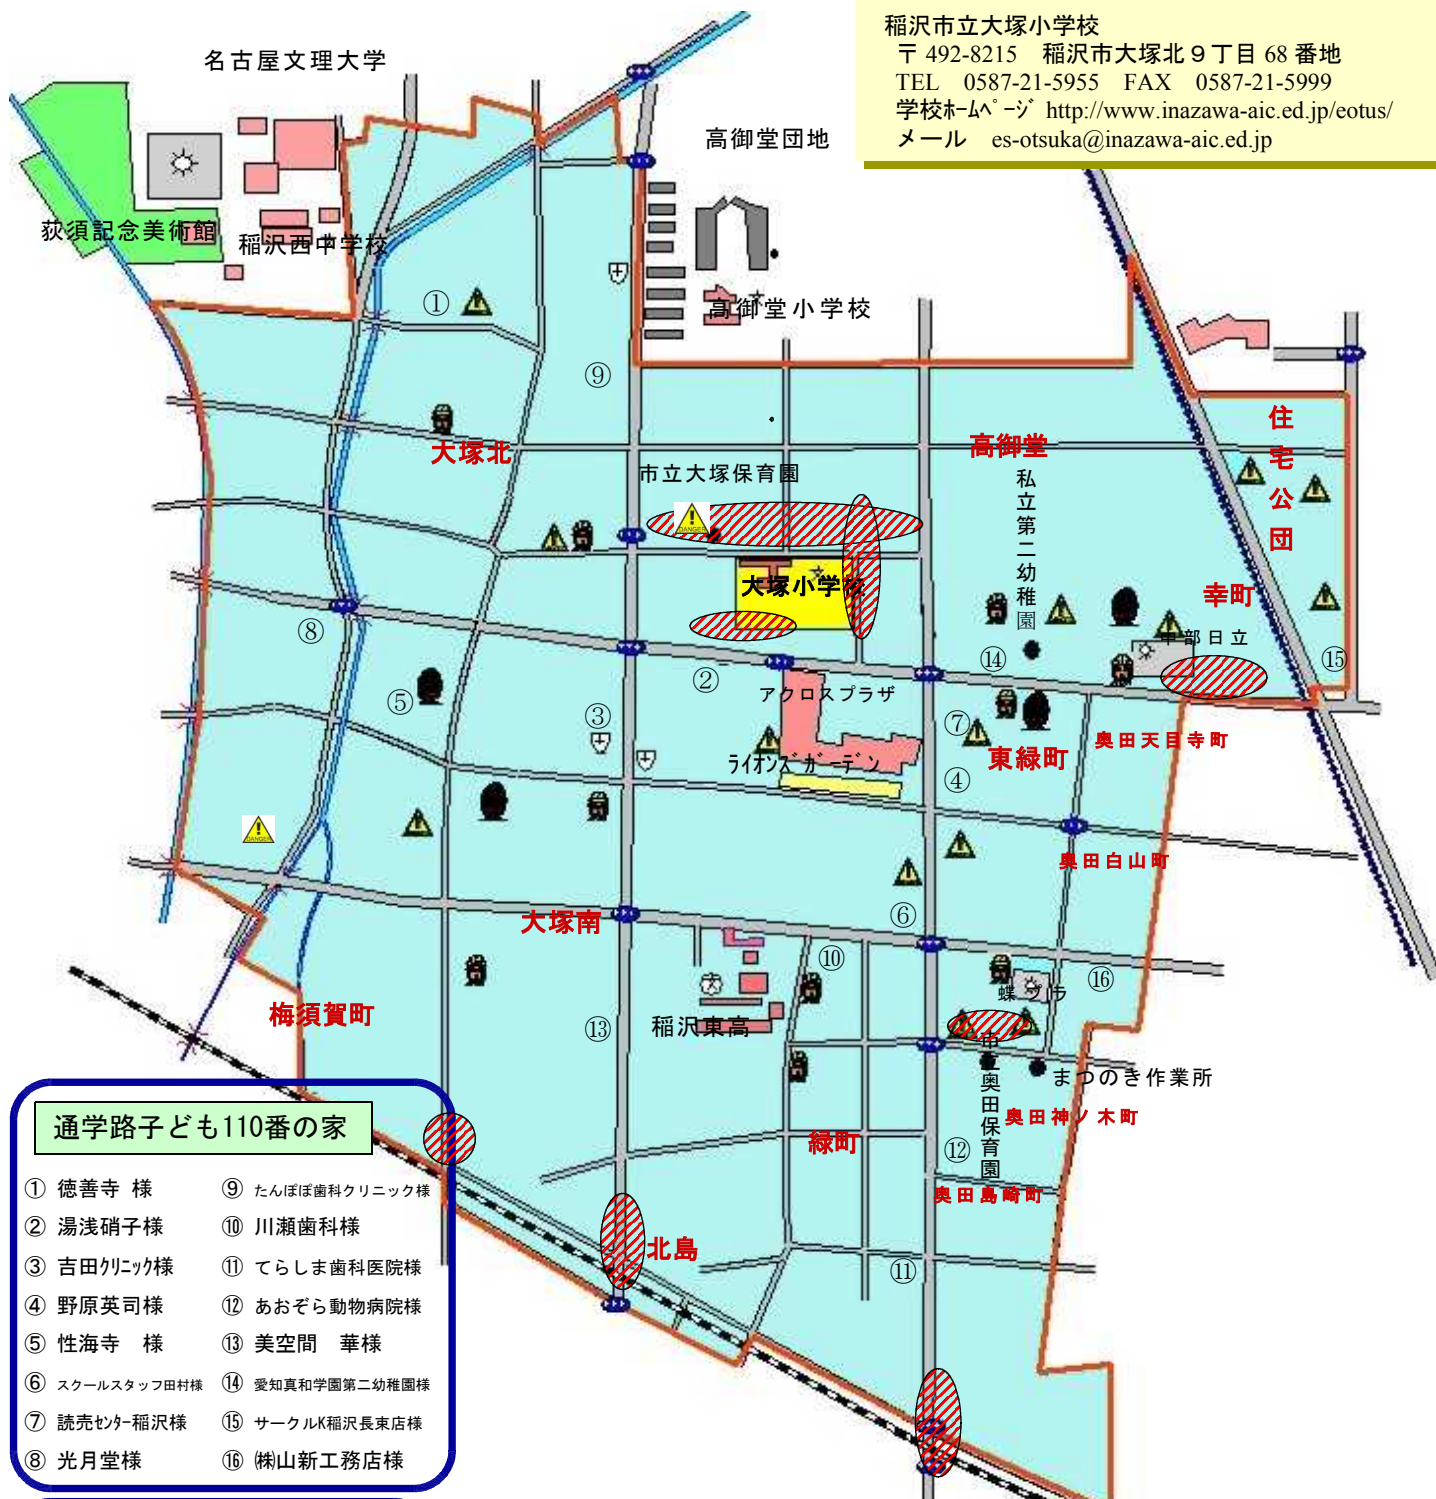 稲沢市立大塚小学校
〒 492-8215　稲沢市大塚北９丁目 68 番地
TEL　0587-21-5955　FAX　0587-21-5999
学校ﾎｰﾑﾍﾟｰｼﾞ http://www.inazawa-aic.ed.jp/eotus/
メール　es-otsuka@inazawa-aic.ed.jp
名古屋文理大学
高御堂団地
荻須記念美術館
稲沢西中学校
①
高御堂小学校
⑨
住宅公団
大塚北
高御堂
市立大塚保育園
私立第二幼稚園
DANGER
大塚小学校
幸町
⑧
中部日立
⑭
⑮
②
⑤
アクロスプラザ
③
⑦
奥田天目寺町
東緑町
ﾗｲｵﾝｽﾞｶﾞｰﾃﾞﾝ
④
DANGER
奥田白山町
大塚南
⑥
⑩
⑯
蝶プラ
梅須賀町
⑬
稲沢東高
市立奥田保育園
まつのき作業所
奥田神ノ木町
緑町
⑫
奥田島崎町
北島
⑪
通学路子ども110番の家
① 徳善寺 様
② 湯浅硝子様
③ 吉田ｸﾘﾆｯｸ様
④ 野原英司様
⑤ 性海寺　様
⑥ スクールスタッフ田村様
⑦ 読売ｾﾝﾀｰ稲沢様
⑧ 光月堂様
⑨ たんぽぽ歯科クリニック様
⑩ 川瀬歯科様
⑪ てらしま歯科医院様
⑫ あおぞら動物病院様
⑬ 美空間　華様
⑭ 愛知真和学園第二幼稚園様
⑮ サークルK稲沢長束店様
⑯ ㈱山新工務店様